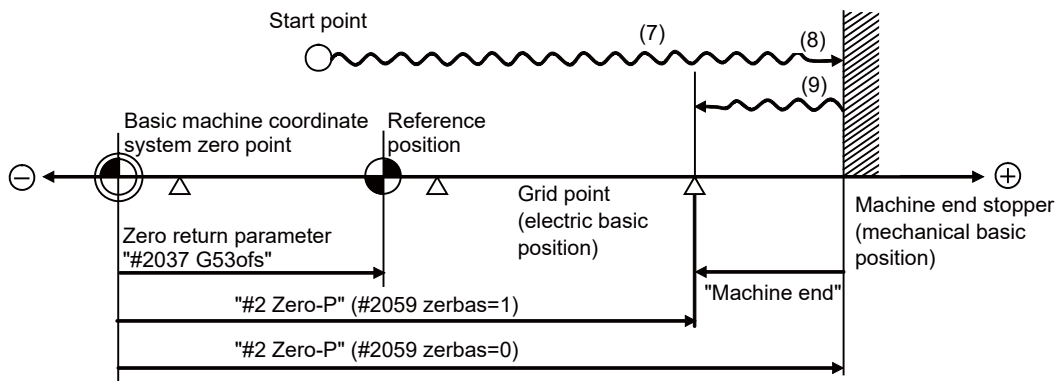 Start point
(7)
(8)
(9)
Basic machine coordinate
system zero point
Reference
position
⊖
⊕
Grid point
(electric basic
position)
Machine end stopper
(mechanical basic
position)
Zero return parameter
"#2037 G53ofs"
"Machine end"
"#2 Zero-P" (#2059 zerbas=1)
"#2 Zero-P" (#2059 zerbas=0)